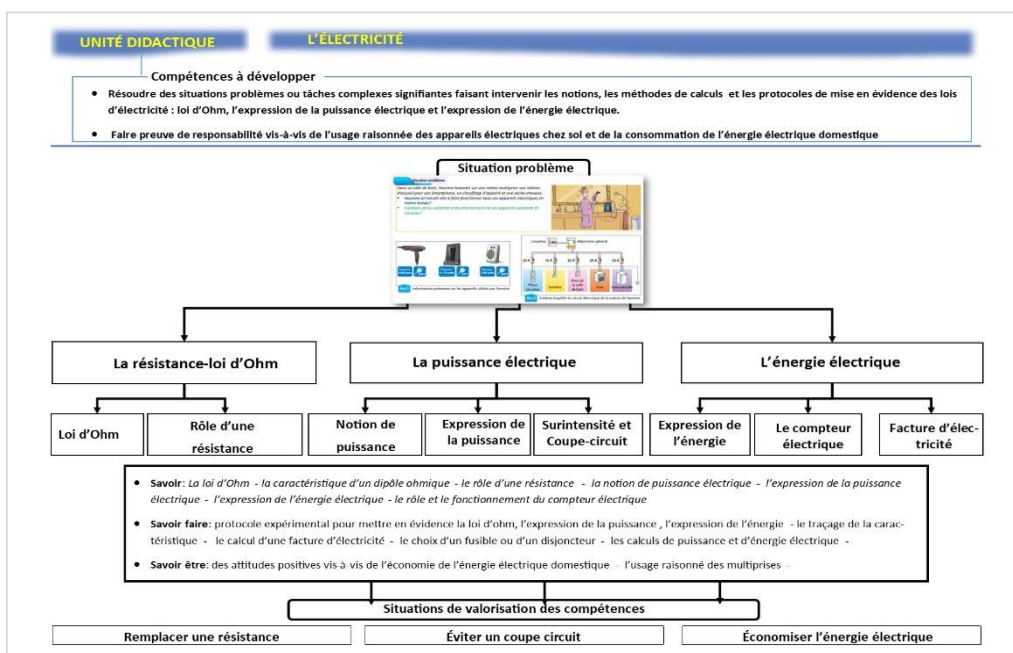 UNITÉ DIDACTIQUE
L’ÉLECTRICITÉ
Compétences à développer
• Résoudre des situations problèmes ou tâches complexes signifiantes faisant intervenir les notions, les méthodes de calculs et les protocoles de mise en évidence des lois
d’électricité : loi d’Ohm, l’expression de la puissance électrique et l’expression de l’énergie électrique.
• Faire preuve de responsabilité vis-à-vis de l’usage raisonnée des appareils électriques chez soi et de la consommation de l’énergie électrique domestique
Situation problème
Situation problème
compteur
disjoncteur général
La résistance-loi d’Ohm
La puissance électrique
L’énergie électrique
Loi d’Ohm
Rôle d’une
résistance
Notion de
puissance
Expression de
la puissance
Surintensité et
Coupe-circuit
Expression de
l’énergie
Le compteur
électrique
Facture d’élec-
tricité
• Savoir: La loi d’Ohm - la caractéristique d’un dipôle ohmique - le rôle d’une résistance - la notion de puissance électrique - l’expression de la puissance
électrique - l’expression de l’énergie électrique - le rôle et le fonctionnement du compteur électrique
• Savoir faire: protocole expérimental pour mettre en évidence la loi d’ohm, l’expression de la puissance , l’expression de l’énergie - le traçage de la carac-
téristique - le calcul d’une facture d’électricité - le choix d’un fusible ou d’un disjoncteur - les calculs de puissance et d’énergie électrique -
• Savoir être: des attitudes positives vis à-vis de l’économie de l’énergie électrique domestique - l’usage raisonné des multiprises -
Situations de valorisation des compétences
Remplacer une résistance
Éviter un coupe circuit
Économiser l’énergie électrique